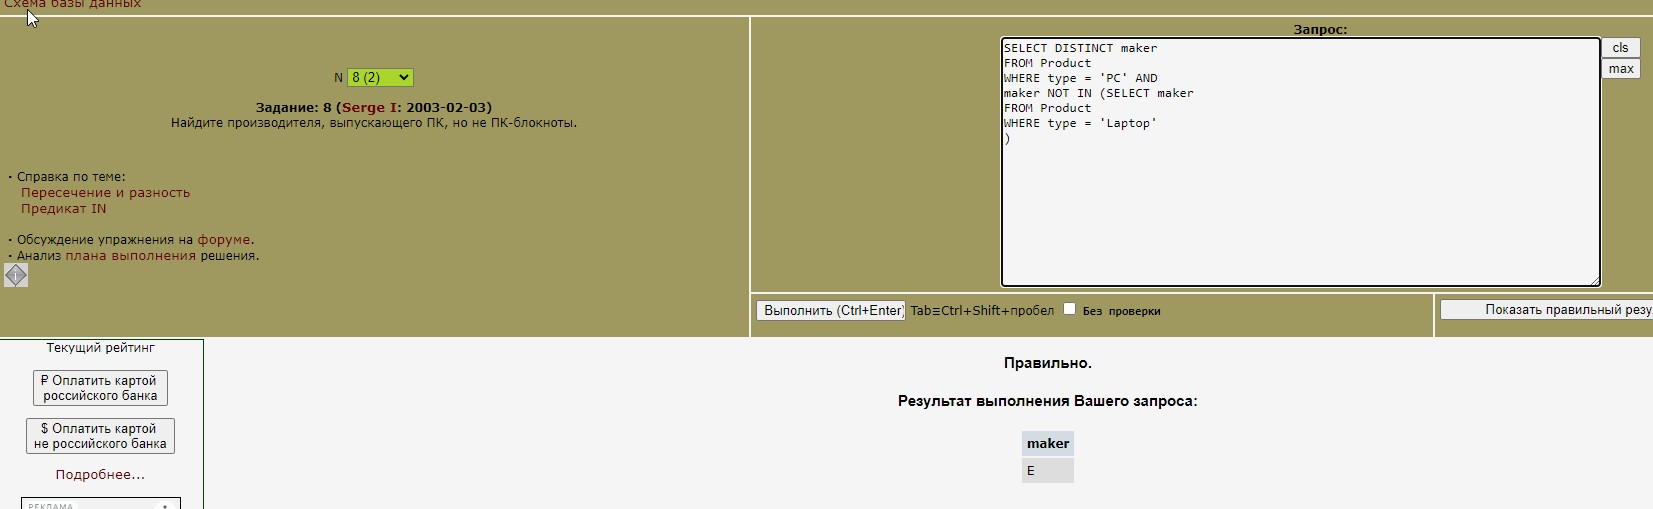 Схема базы данных
N 8 (2)
Задание: 8 (Serge I: 2003-02-03)
Найдите производителя, выпускающего ПК, но не ПК-блокноты.
· Справка по теме:
Пересечение и разность
Предикат IN
· Обсуждение упражнения на форуме.
· Анализ плана выполнения решения.
i
Запрос:
SELECT DISTINCT maker
FROM Product
WHERE type = 'PC' AND
maker NOT IN (SELECT maker
FROM Product
WHERE type = 'Laptop'
)
cls
max
Выполнить (Ctrl+Enter) Tab≡Ctrl+Shift+пробел Без проверки
Показать правильный резу
Текущий рейтинг
₽ Оплатить картой
российского банка
$ Оплатить картой
не российского банка
Подробнее...
РЕКЛАМА
Правильно.
Результат выполнения Вашего запроса:
maker
E